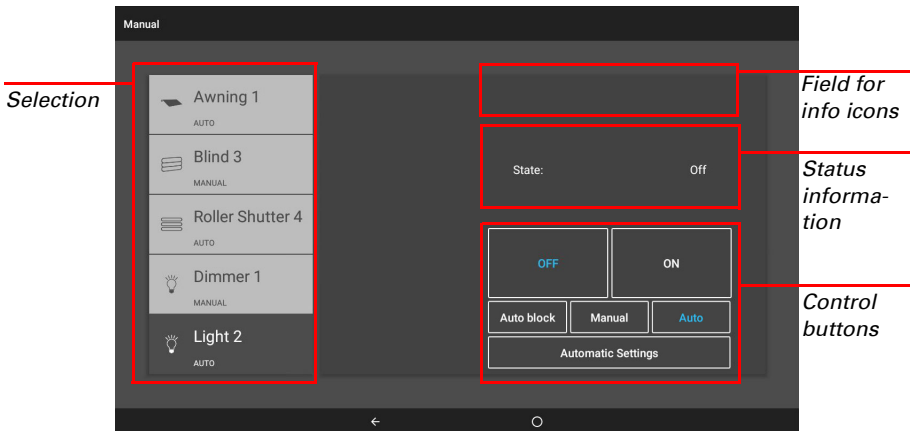 Manual
Selection
Awning 1
AUTO
Blind 3
MANUAL
Roller Shutter 4
AUTO
Dimmer 1
MANUAL
Light 2
AUTO
Field for
info icons
State: Off
Status
informa-
tion
OFF ON
Auto block Manual Auto
Automatic Settings
Control
buttons